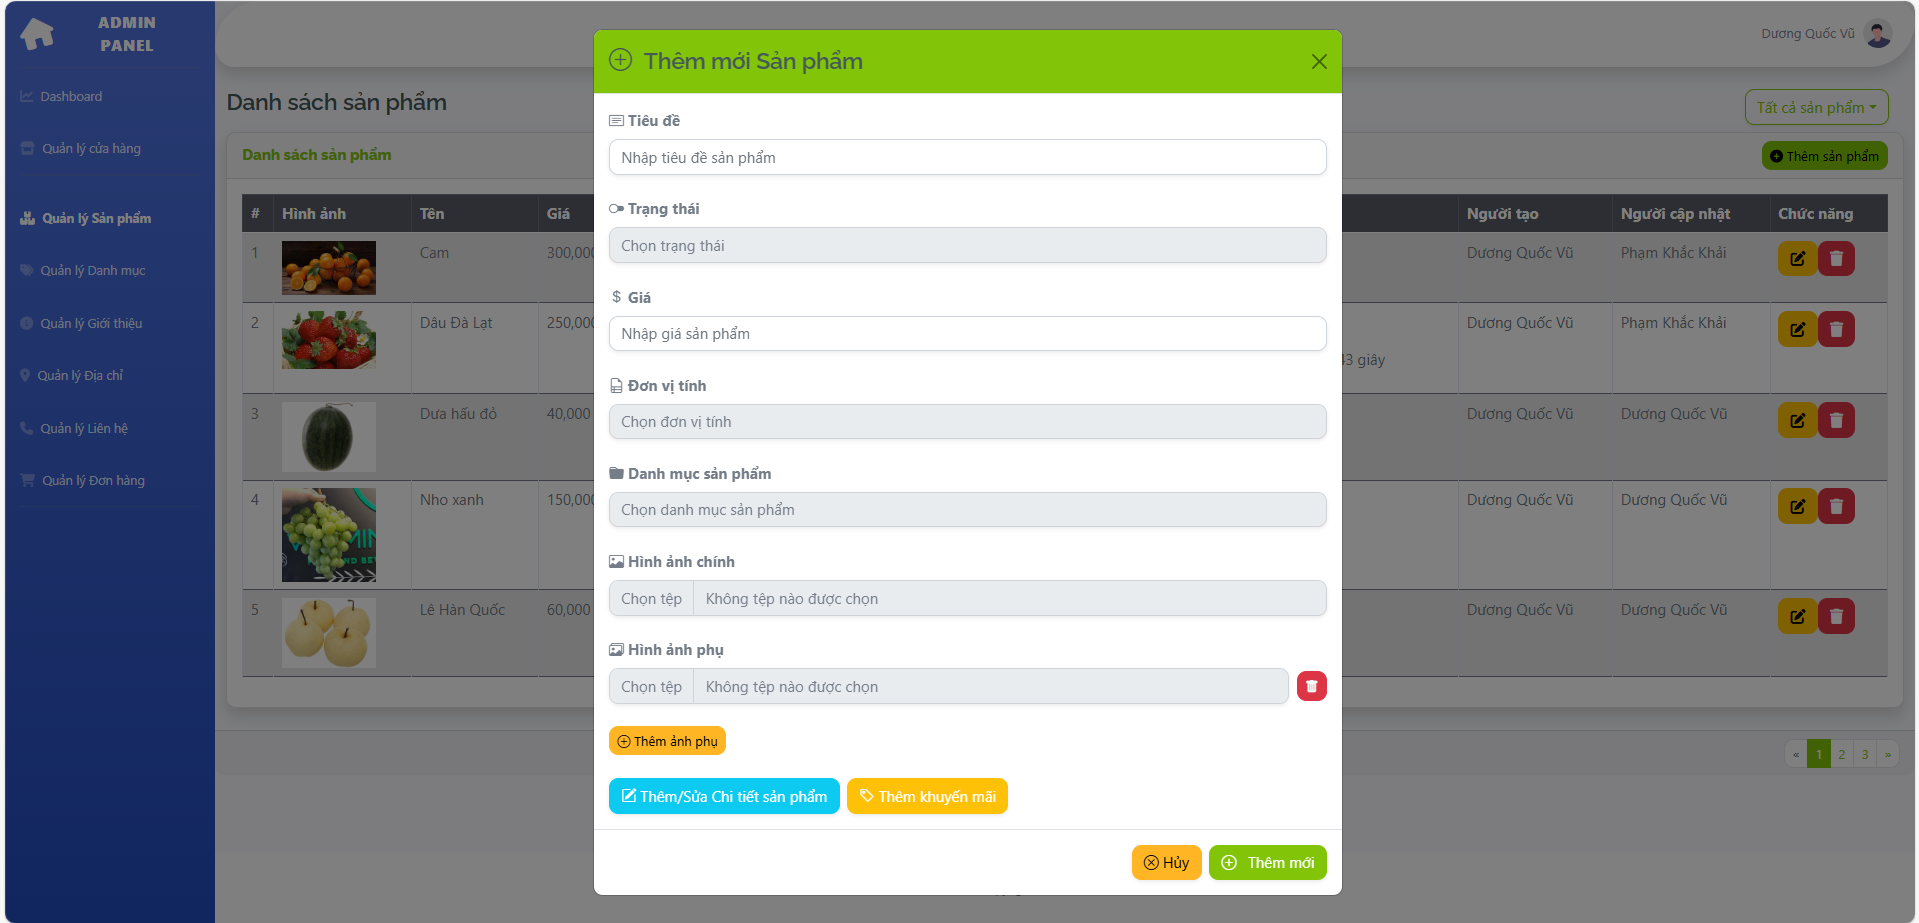 ADMIN
PANEL
Dashboard
Quản lý cửa hàng
Quản lý Sản phẩm
Quản lý Danh mục
Quản lý Giới thiệu
Quản lý Địa chỉ
Quản lý Liên hệ
Quản lý Đơn hàng
Dương Quốc Vũ
Danh sách sản phẩm
Tất cả sản phẩm
Danh sách sản phẩm
Thêm sản phẩm
# Hình ảnh Tên Giá Người tạo Người cập nhật Chức năng
1 Cam 300,000 Dương Quốc Vũ Phạm Khắc Khải
2 Dâu Đà Lạt 250,000 Dương Quốc Vũ Phạm Khắc Khải
43 giây
3 Dưa hấu đỏ 40,000 Dương Quốc Vũ Dương Quốc Vũ
4 Nho xanh 150,000 Dương Quốc Vũ Dương Quốc Vũ
5 Lê Hàn Quốc 60,000 Dương Quốc Vũ Dương Quốc Vũ
« 1 2 3 »
Thêm mới Sản phẩm
Tiêu đề
Nhập tiêu đề sản phẩm
Trạng thái
Chọn trạng thái
$ Giá
Nhập giá sản phẩm
Đơn vị tính
Chọn đơn vị tính
Danh mục sản phẩm
Chọn danh mục sản phẩm
Hình ảnh chính
Chọn tệp Không tệp nào được chọn
Hình ảnh phụ
Chọn tệp Không tệp nào được chọn
Thêm ảnh phụ
Thêm/Sửa Chi tiết sản phẩm
Thêm khuyến mãi
Hủy
Thêm mới